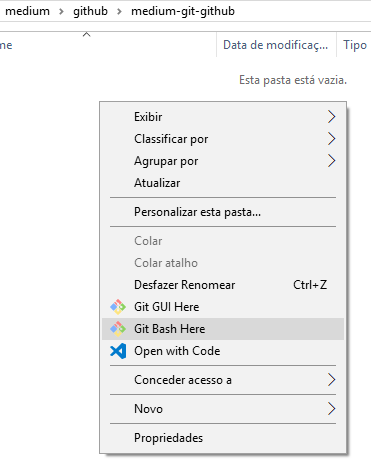 medium > github > medium-git-github
me Data de modificaç... Tipo
Esta pasta está vazia.
Exibir
Classificar por
Agrupar por
Atualizar
Personalizar esta pasta...
Colar
Colar atalho
Desfazer Renomear Ctrl+Z
Git GUI Here
Git Bash Here
Open with Code
Conceder acesso a
Novo
Propriedades